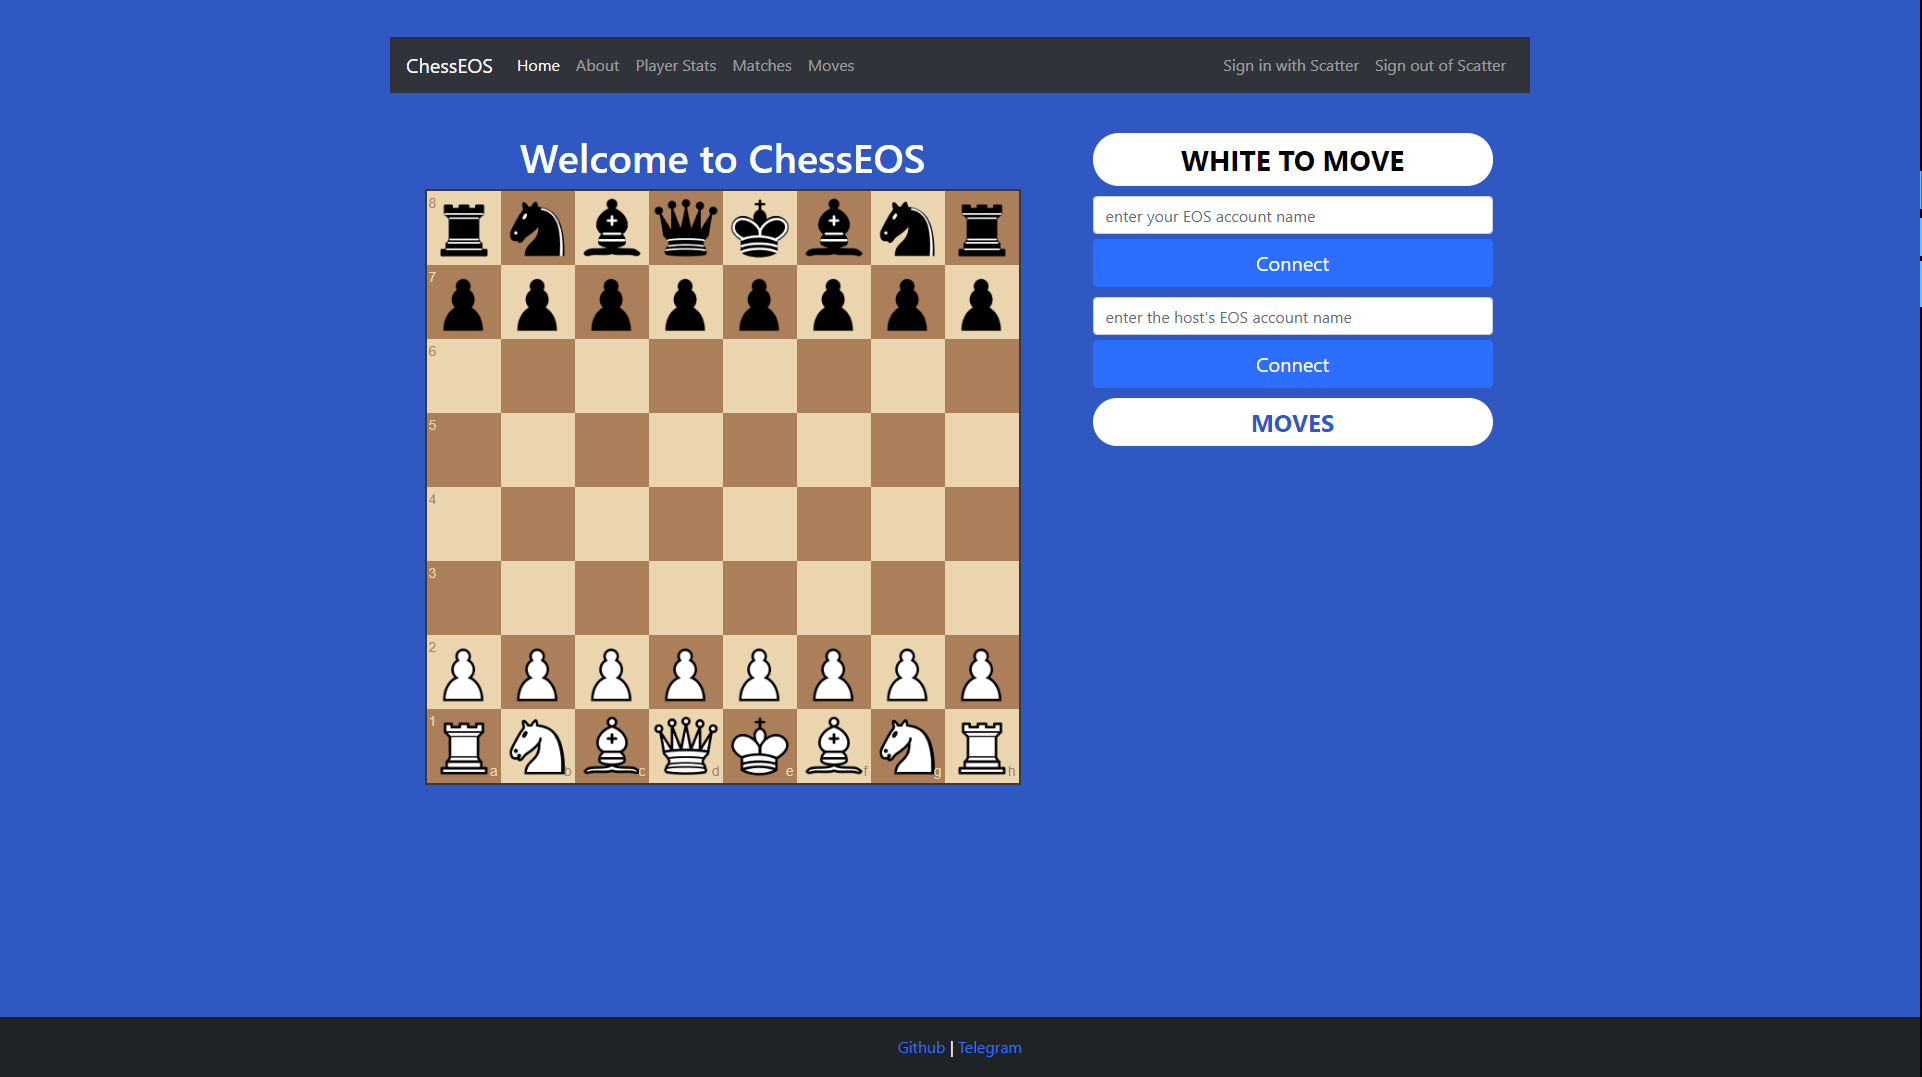 ChessEOS Home About Player Stats Matches Moves Sign in with Scatter Sign out of Scatter
Welcome to ChessEOS
8
7
6
5
4
3
2
1
a b c d e f g h
WHITE TO MOVE
enter your EOS account name
Connect
enter the host's EOS account name
Connect
MOVES
Github | Telegram